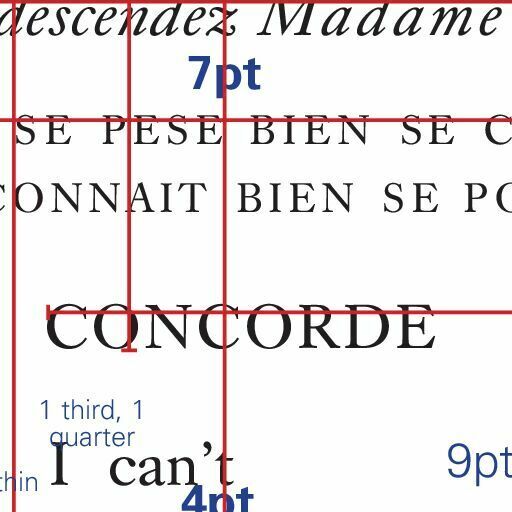 descendez Madame
7pt
SE PESE BIEN SE C
CONNAIT BIEN SE PO
CONCORDE
1 third, 1
quarter
I can't
thin
9pt
4pt